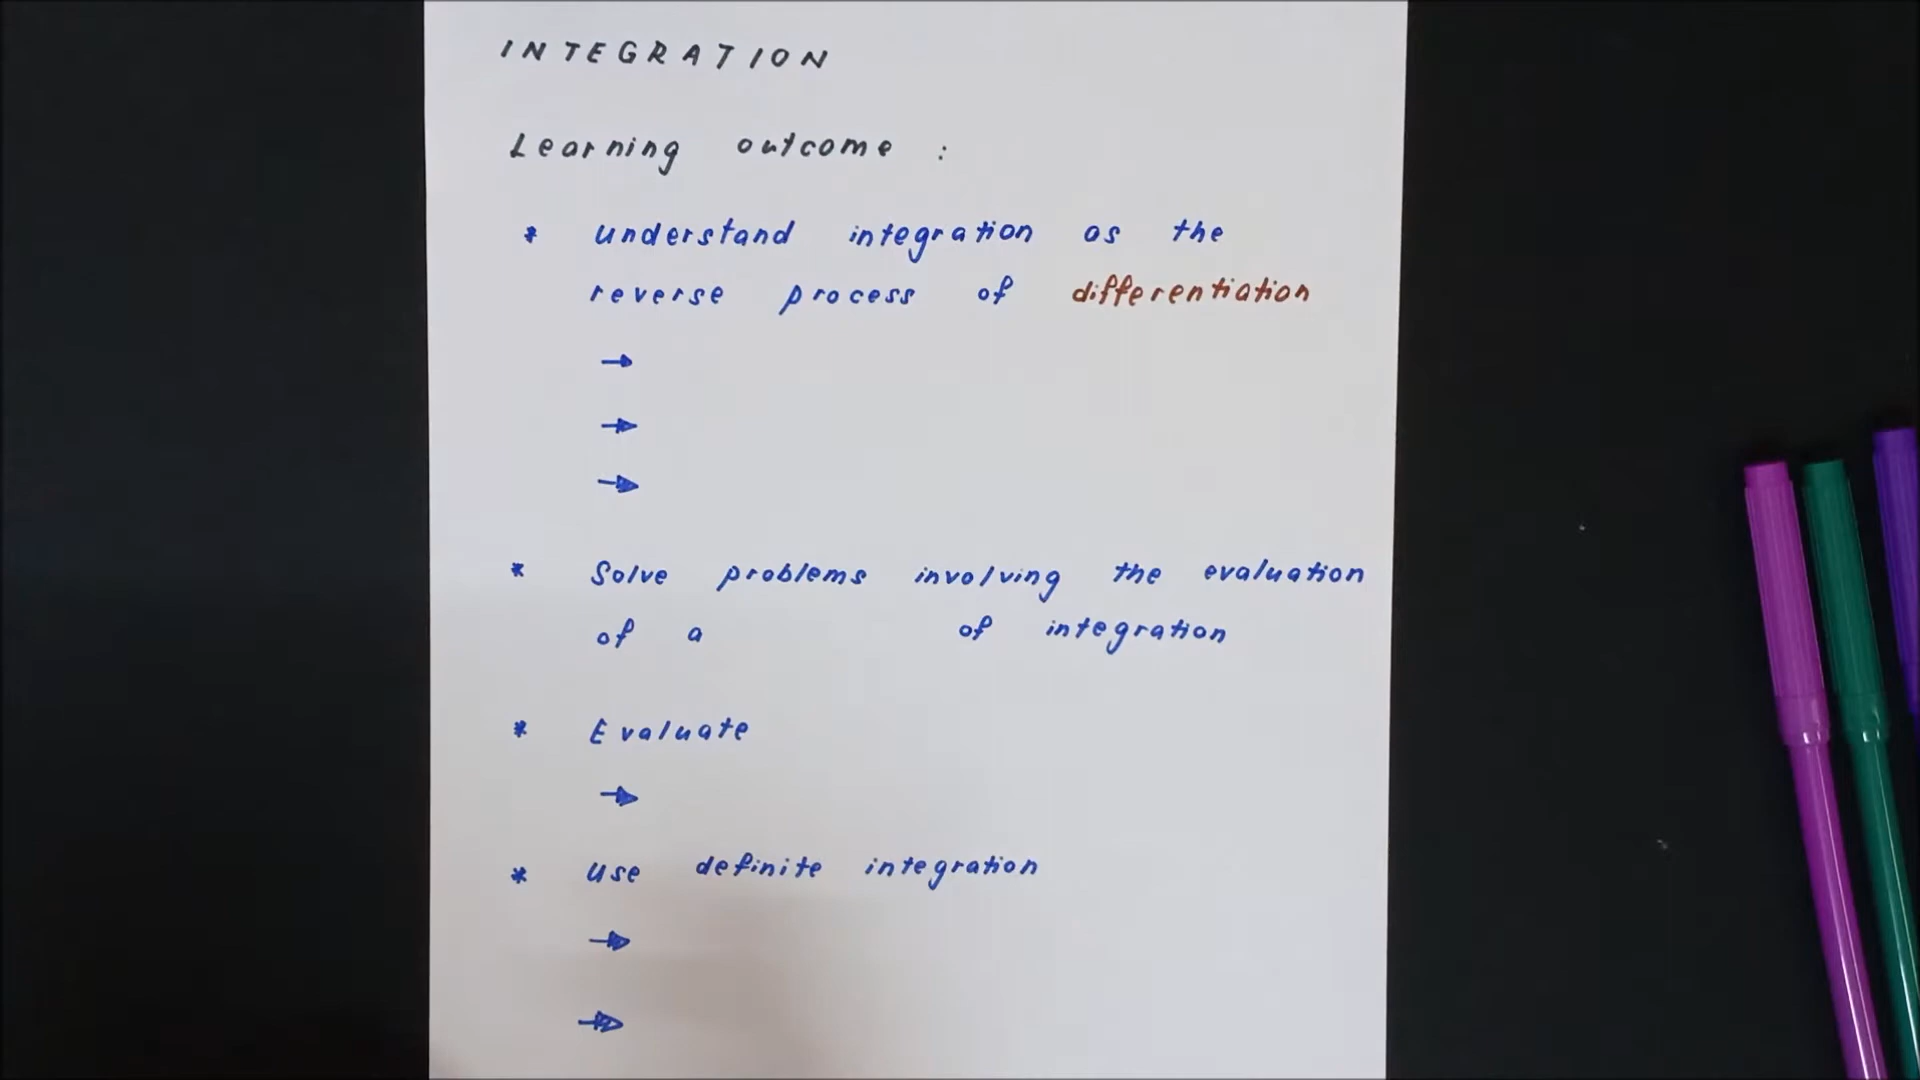 INTEGRATION
Learning outcome :
* understand integration as the
reverse process of differentiation
→
→
→
* Solve problems involving the evaluation
of a of integration
* Evaluate
→
* use definite integration
→
→